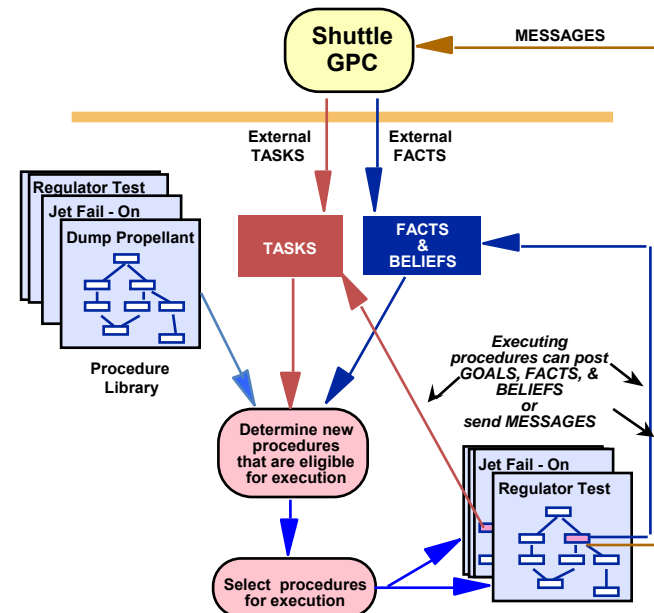 Shuttle
GPC
MESSAGES
External
TASKS
External
FACTS
Regulator Test
Jet Fail - On
Dump Propellant
TASKS
FACTS
&
BELIEFS
Procedure
Library
Executing
procedures can post
GOALS, FACTS, &
BELIEFS
or
send MESSAGES
Determine new
procedures
that are eligible
for execution
Jet Fail - On
Regulator Test
Select procedures
for execution